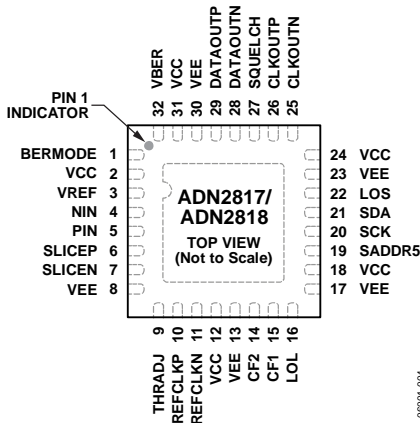 VBER
VCC
VEE
DATAOUTP
DATAOUTN
SQUELCH
CLKOUTP
CLKOUTN
32
31
30
29
28
27
26
25
PIN 1
INDICATOR
BERMODE 1
VCC 2
VREF 3
NIN 4
PIN 5
SLICEP 6
SLICEN 7
VEE 8
ADN2817/
ADN2818
TOP VIEW
(Not to Scale)
24 VCC
23 VEE
22 LOS
21 SDA
20 SCK
19 SADDR5
18 VCC
17 VEE
9
10
11
12
13
14
15
16
THRADJ
REFCLKP
REFCLKN
VCC
VEE
CF2
CF1
LOL